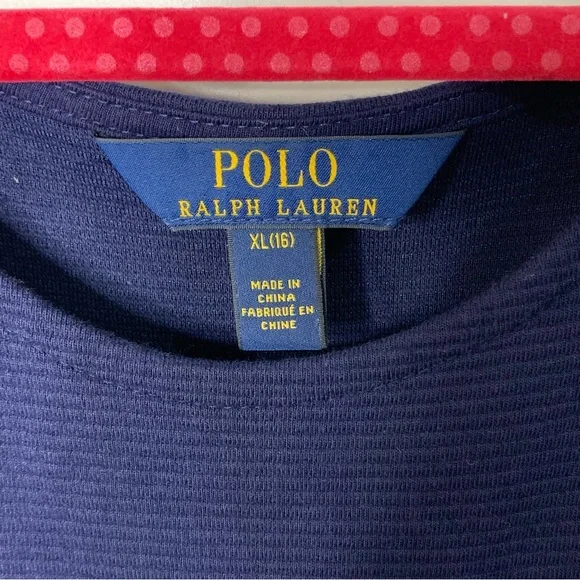 POLO
RALPH LAUREN
XL(16)
MADE IN
CHINA
FABRIQUÉ EN
CHINE